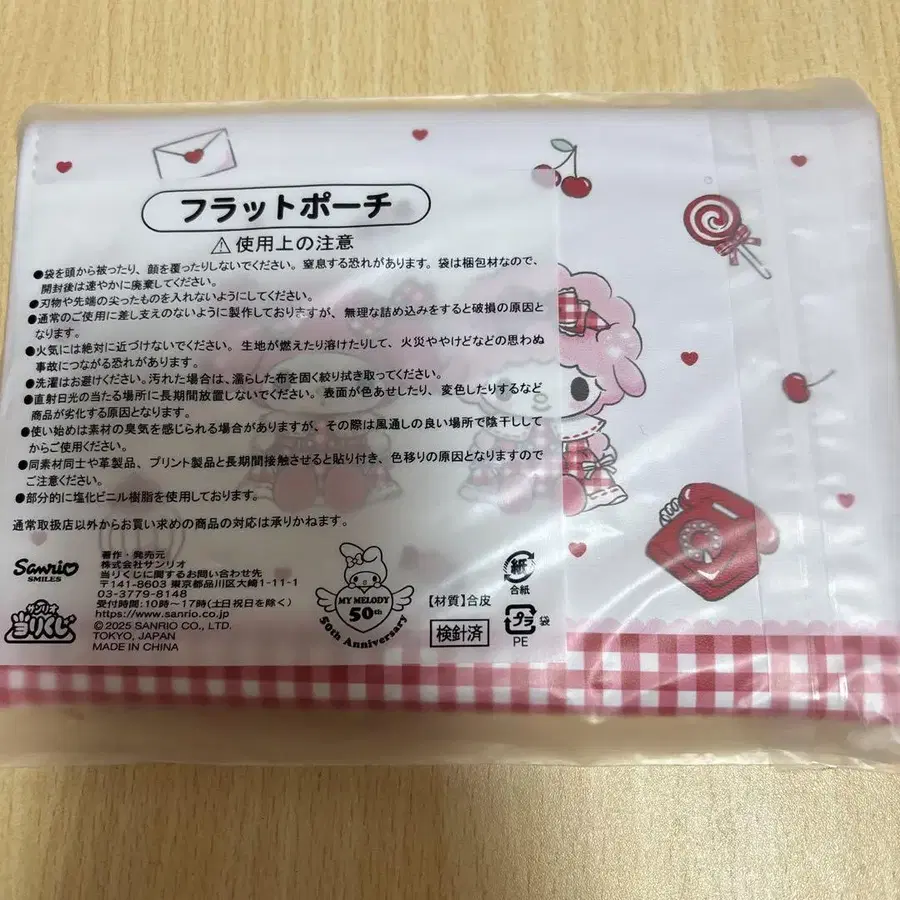 フラットポーチ
⚠使用上の注意
●袋を頭から被ったり、顔を覆ったりしないでください。窒息する恐れがあります。袋は梱包材なので、
開封後は速やかに廃棄してください。
●刃物や先端の尖ったものを入れないようにしてください。
●通常のご使用に差し支えのないように製作しておりますが、無理な詰め込みをすると破損の原因と
なります。
●火気には絶対に近づけないでください。生地が燃えたり溶けたりして、火災ややけどなどの思わぬ
事故につながる恐れがあります。
●洗濯はお避けください。汚れた場合は、濡らした布を固く絞り拭き取ってください。
●直射日光の当たる場所に長期間放置しないでください。表面が色あせしたり、変色したりするなど
商品が劣化する原因となります。
●使い始めは素材の臭気を感じられる場合がありますが、その際は風通しの良い場所で陰干しして
からご使用ください。
●同素材同士や革製品、プリント製品と長期間接触させると貼り付き、色移りの原因となりますので
ご注意ください。
●部分的に塩化ビニル樹脂を使用しております。
通常取扱店以外からお買い求めの商品の対応は承りかねます。
Sanrio
SMILES
サンリオ
当りくじ
著作・発売元
株式会社サンリオ
当りくじに関するお問い合わせ先
〒141-8603 東京都品川区大崎1-11-1
03-3779-8148
受付時間:10時~17時(土日祝日を除く)
https://www.sanrio.co.jp
© 2025 SANRIO CO., LTD.
TOKYO, JAPAN
MADE IN CHINA
MY MELODY
50th
50th Anniversary
【材質】合皮
検針済
紙
台紙
プラ
袋
PE